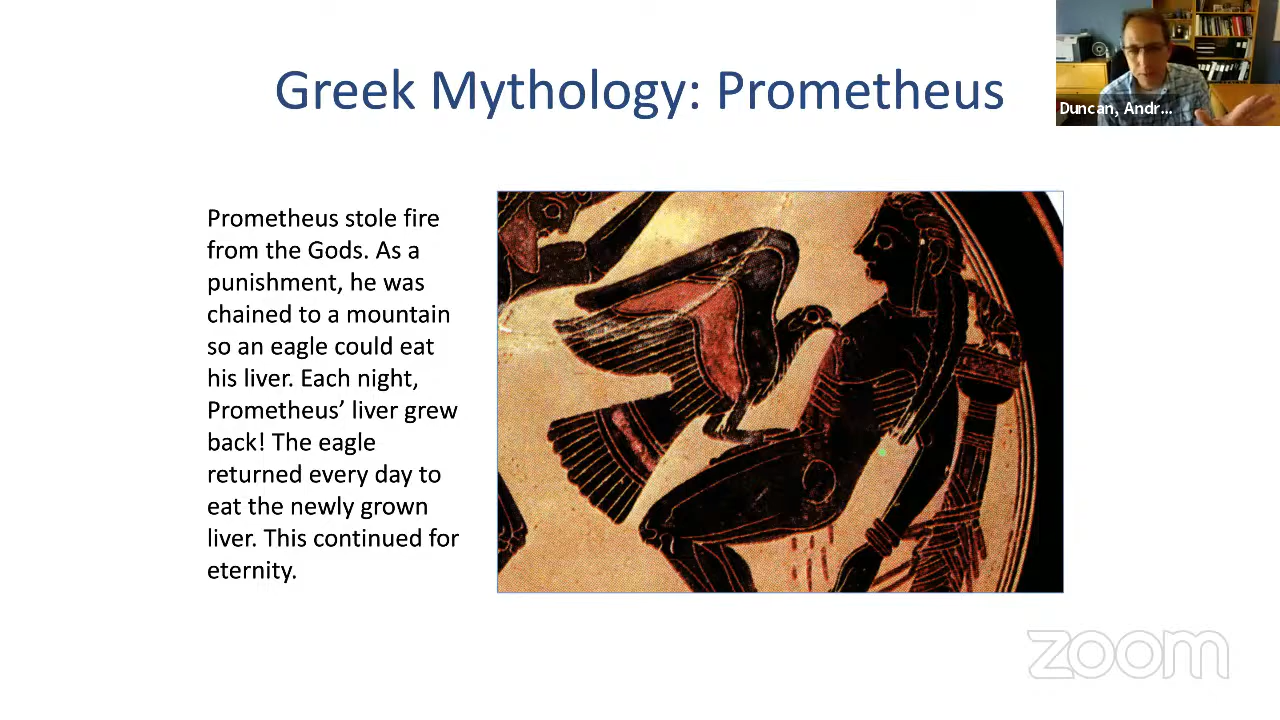 Greek Mythology: Prometheus
Duncan, Andr...
Prometheus stole fire
from the Gods. As a
punishment, he was
chained to a mountain
so an eagle could eat
his liver. Each night,
Prometheus’ liver grew
back! The eagle
returned every day to
eat the newly grown
liver. This continued for
eternity.
zoom